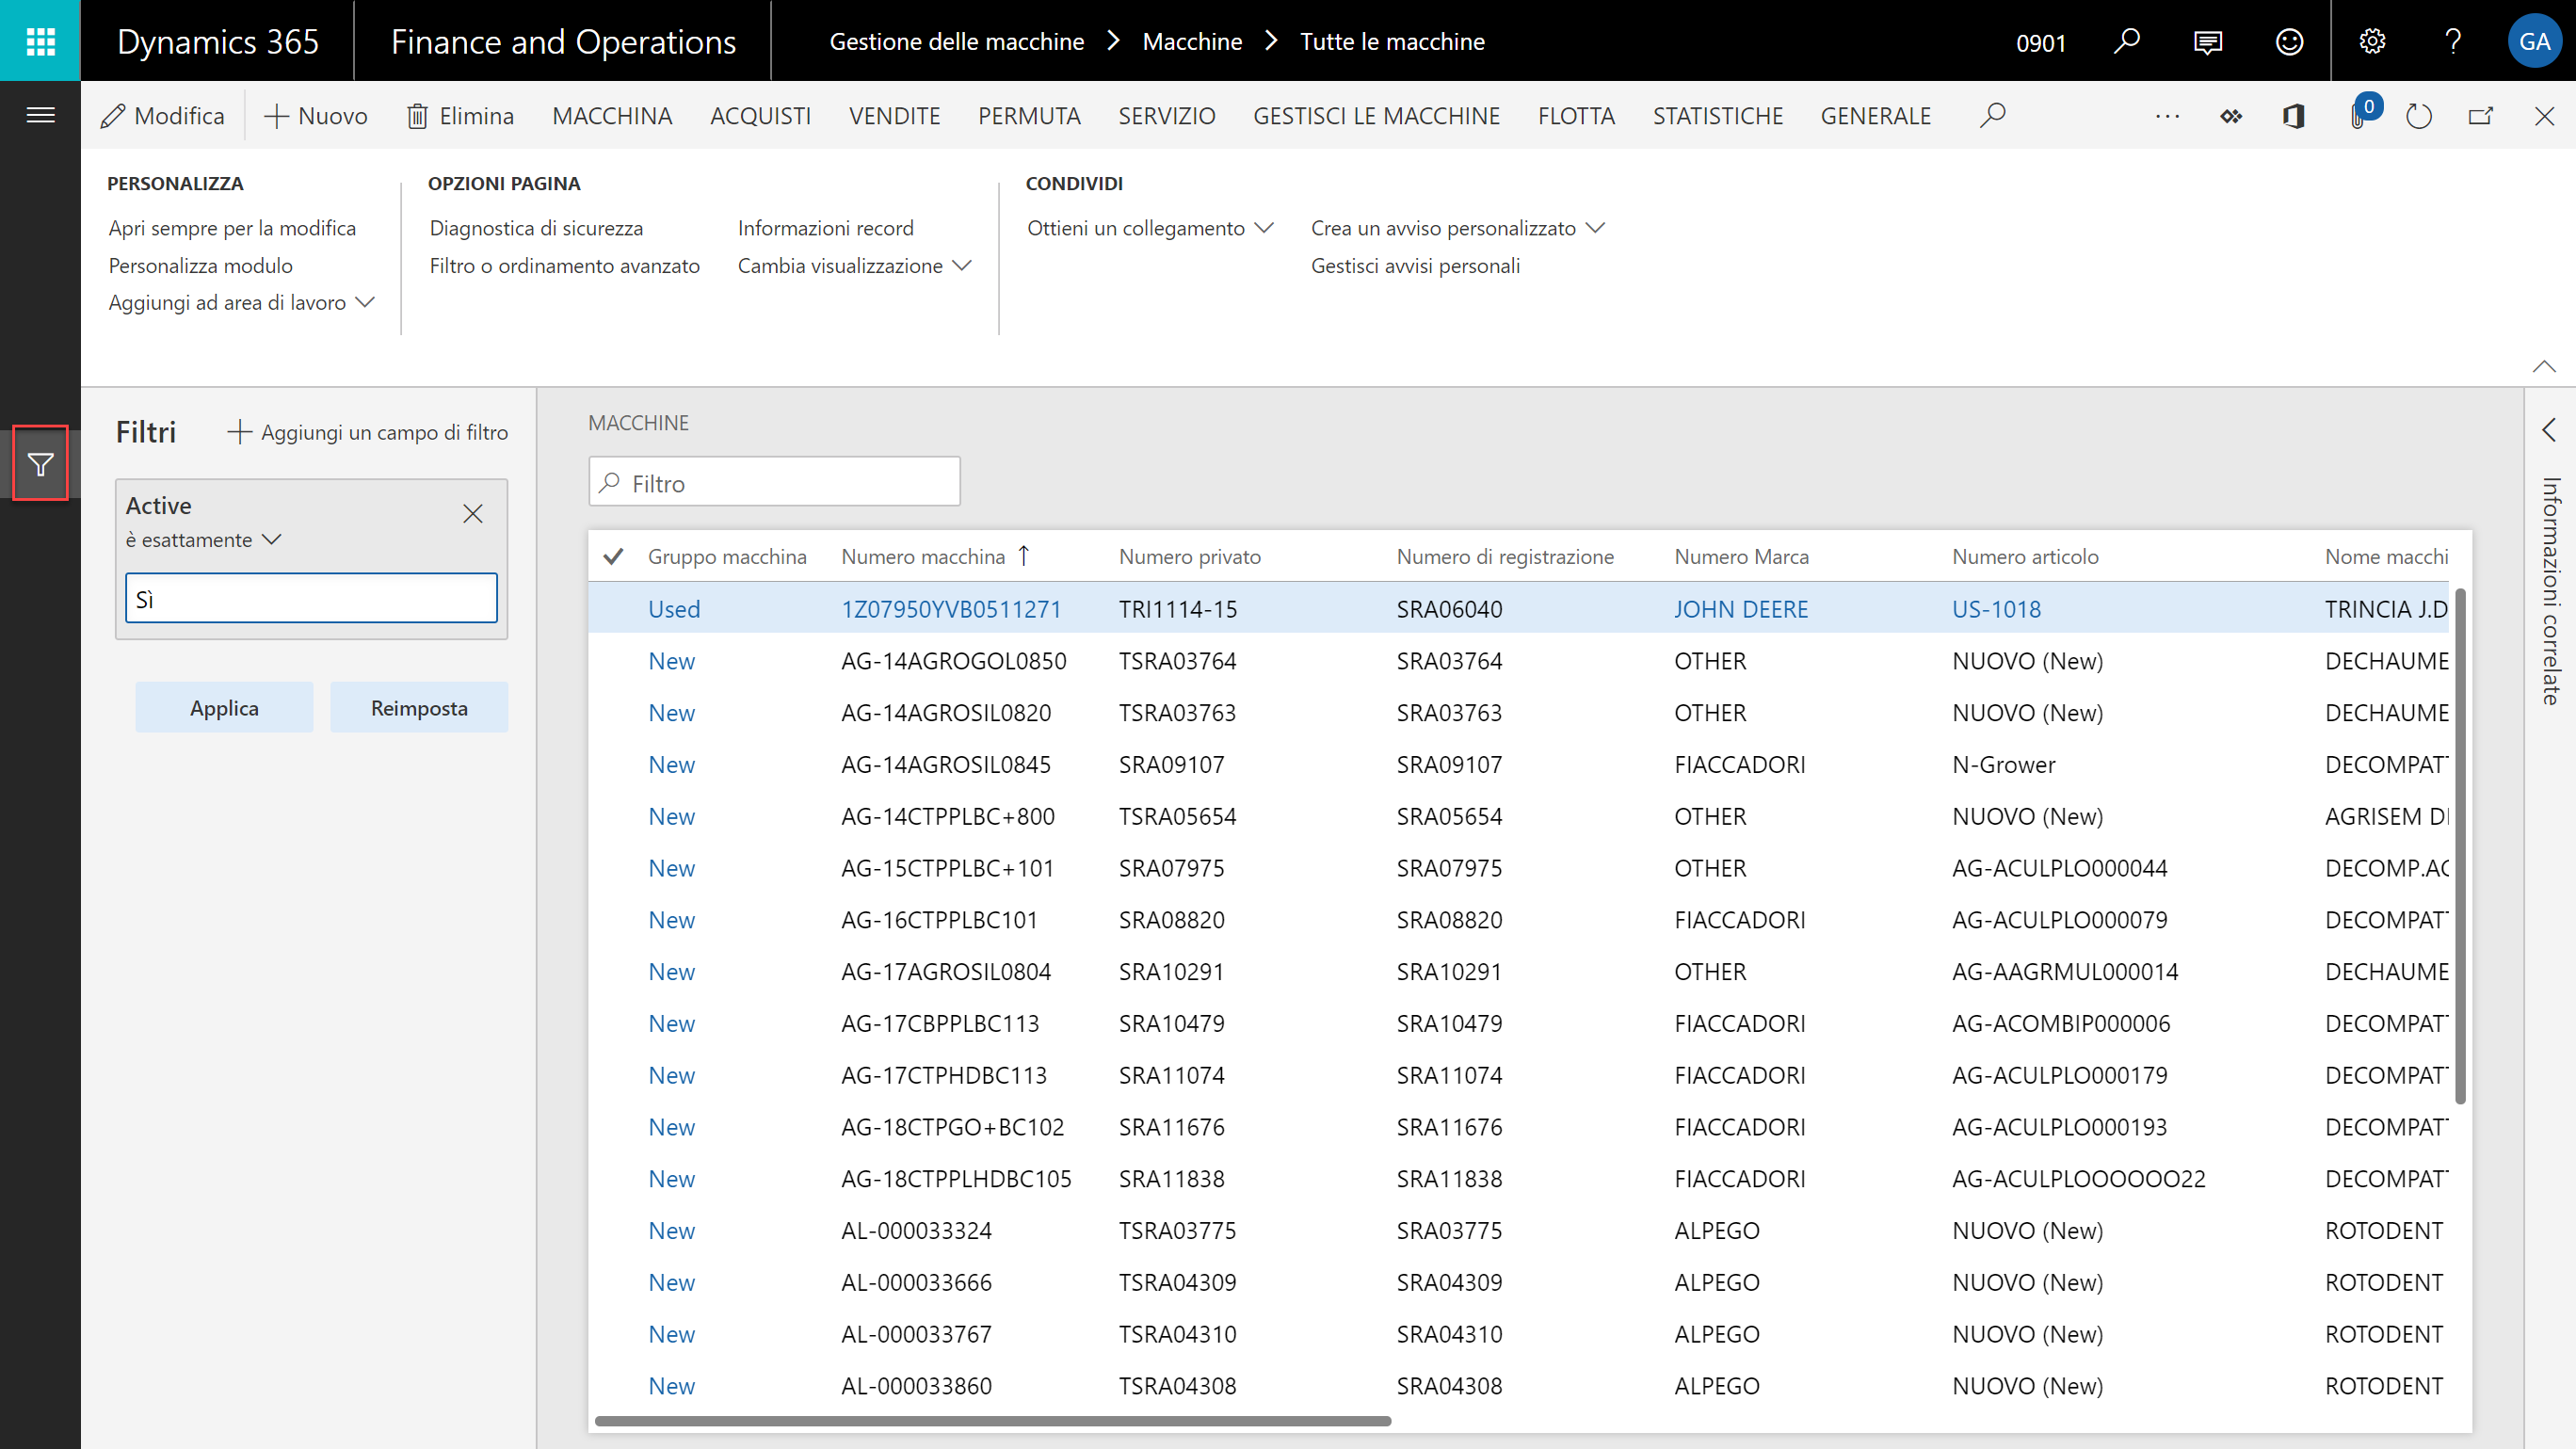 Dynamics 365 Finance and Operations Gestione delle macchine > Macchine > Tutte le macchine 0901 ? GA
Modifica Nuovo Elimina MACCHINA ACQUISTI VENDITE PERMUTA SERVIZIO GESTISCI LE MACCHINE FLOTTA STATISTICHE GENERALE ... 0
PERSONALIZZA
Apri sempre per la modifica
Personalizza modulo
Aggiungi ad area di lavoro
OPZIONI PAGINA
Diagnostica di sicurezza Informazioni record
Filtro o ordinamento avanzato Cambia visualizzazione
CONDIVIDI
Ottieni un collegamento Crea un avviso personalizzato
Gestisci avvisi personali
Filtri + Aggiungi un campo di filtro
Active
è esattamente
Sì
Applica Reimposta
MACCHINE
Filtro
Gruppo macchina Numero macchina ↑ Numero privato Numero di registrazione Numero Marca Numero articolo Nome macchi
Used 1Z07950YVB0511271 TRI1114-15 SRA06040 JOHN DEERE US-1018 TRINCIA J.D
New AG-14AGROGOL0850 TSRA03764 SRA03764 OTHER NUOVO (New) DECHAUME
New AG-14AGROSIL0820 TSRA03763 SRA03763 OTHER NUOVO (New) DECHAUME
New AG-14AGROSIL0845 SRA09107 SRA09107 FIACCADORI N-Grower DECOMPATT
New AG-14CTPPLBC+800 TSRA05654 SRA05654 OTHER NUOVO (New) AGRISEM DI
New AG-15CTPPLBC+101 SRA07975 SRA07975 OTHER AG-ACULPLO000044 DECOMP.AG
New AG-16CTPPLBC101 SRA08820 SRA08820 FIACCADORI AG-ACULPLO000079 DECOMPATT
New AG-17AGROSIL0804 SRA10291 SRA10291 OTHER AG-AAGRMUL000014 DECHAUME
New AG-17CBPPLBC113 SRA10479 SRA10479 FIACCADORI AG-ACOMBIP000006 DECOMPATT
New AG-17CTPHDBC113 SRA11074 SRA11074 FIACCADORI AG-ACULPLO000179 DECOMPATT
New AG-18CTPGO+BC102 SRA11676 SRA11676 FIACCADORI AG-ACULPLO000193 DECOMPATT
New AG-18CTPPLHDBC105 SRA11838 SRA11838 FIACCADORI AG-ACULPLOOOOOO22 DECOMPATT
New AL-000033324 TSRA03775 SRA03775 ALPEGO NUOVO (New) ROTODENT
New AL-000033666 TSRA04309 SRA04309 ALPEGO NUOVO (New) ROTODENT
New AL-000033767 TSRA04310 SRA04310 ALPEGO NUOVO (New) ROTODENT
New AL-000033860 TSRA04308 SRA04308 ALPEGO NUOVO (New) ROTODENT
Informazioni correlate